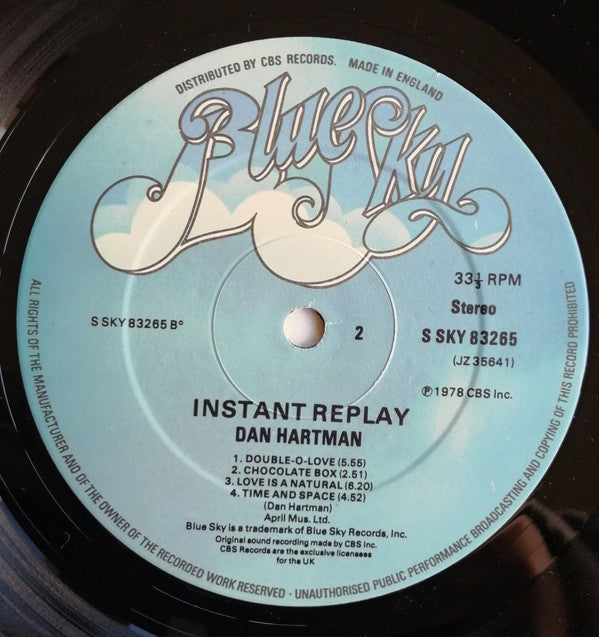 DISTRIBUTED BY CBS RECORDS. MADE IN ENGLAND
Blue Sky
33⅓ RPM
Stereo
S SKY 83265 B°
2
S SKY 83265
(JZ 35641)
℗ 1978 CBS Inc.
INSTANT REPLAY
DAN HARTMAN
1. DOUBLE-O-LOVE (5.55)
2. CHOCOLATE BOX (2.51)
3. LOVE IS A NATURAL (6.20)
4. TIME AND SPACE (4.52)
(Dan Hartman)
April Mus. Ltd.
Blue Sky is a trademark of Blue Sky Records, Inc.
Original sound recording made by CBS Inc.
CBS Records are the exclusive licensees
for the UK
ALL RIGHTS OF THE MANUFACTURER AND OF THE OWNER OF THE RECORDED WORK RESERVED · UNAUTHORISED PUBLIC PERFORMANCE BROADCASTING AND COPYING OF THIS RECORD PROHIBITED